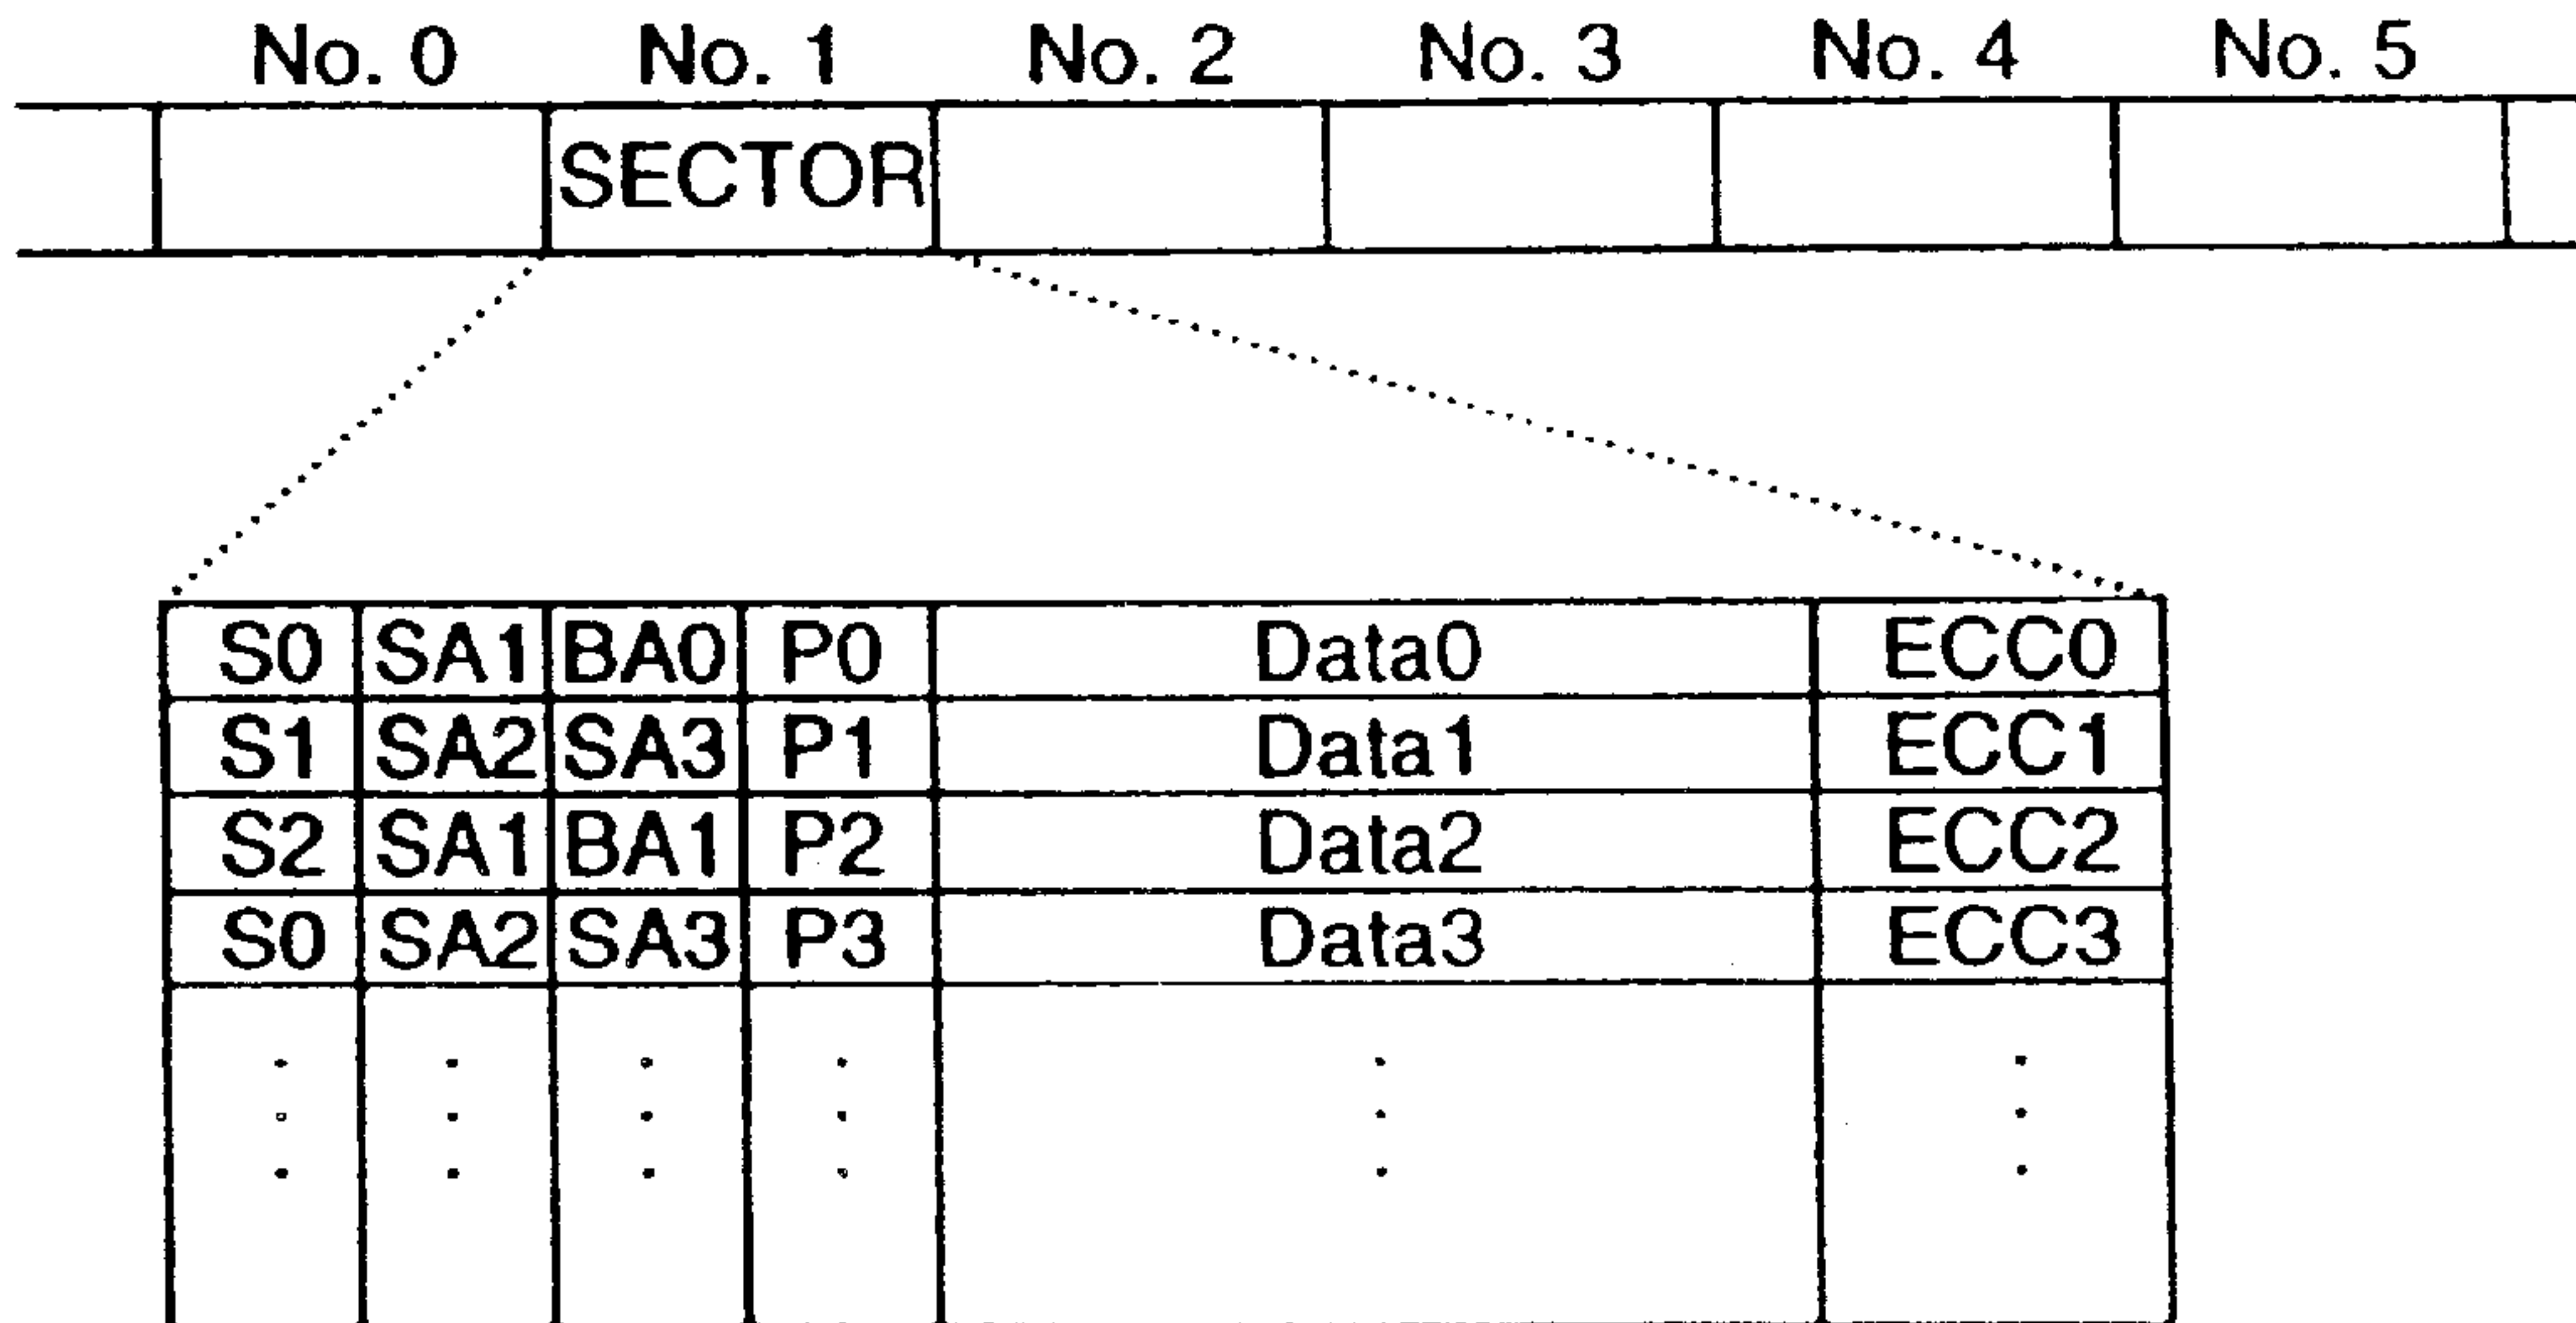 No. 0 No. 1 No. 2 No. 3 No. 4 No. 5
SECTOR
S0 SA1 BA0 P0 Data0 ECC0
S1 SA2 SA3 P1 Data1 ECC1
S2 SA1 BA1 P2 Data2 ECC2
S0 SA2 SA3 P3 Data3 ECC3